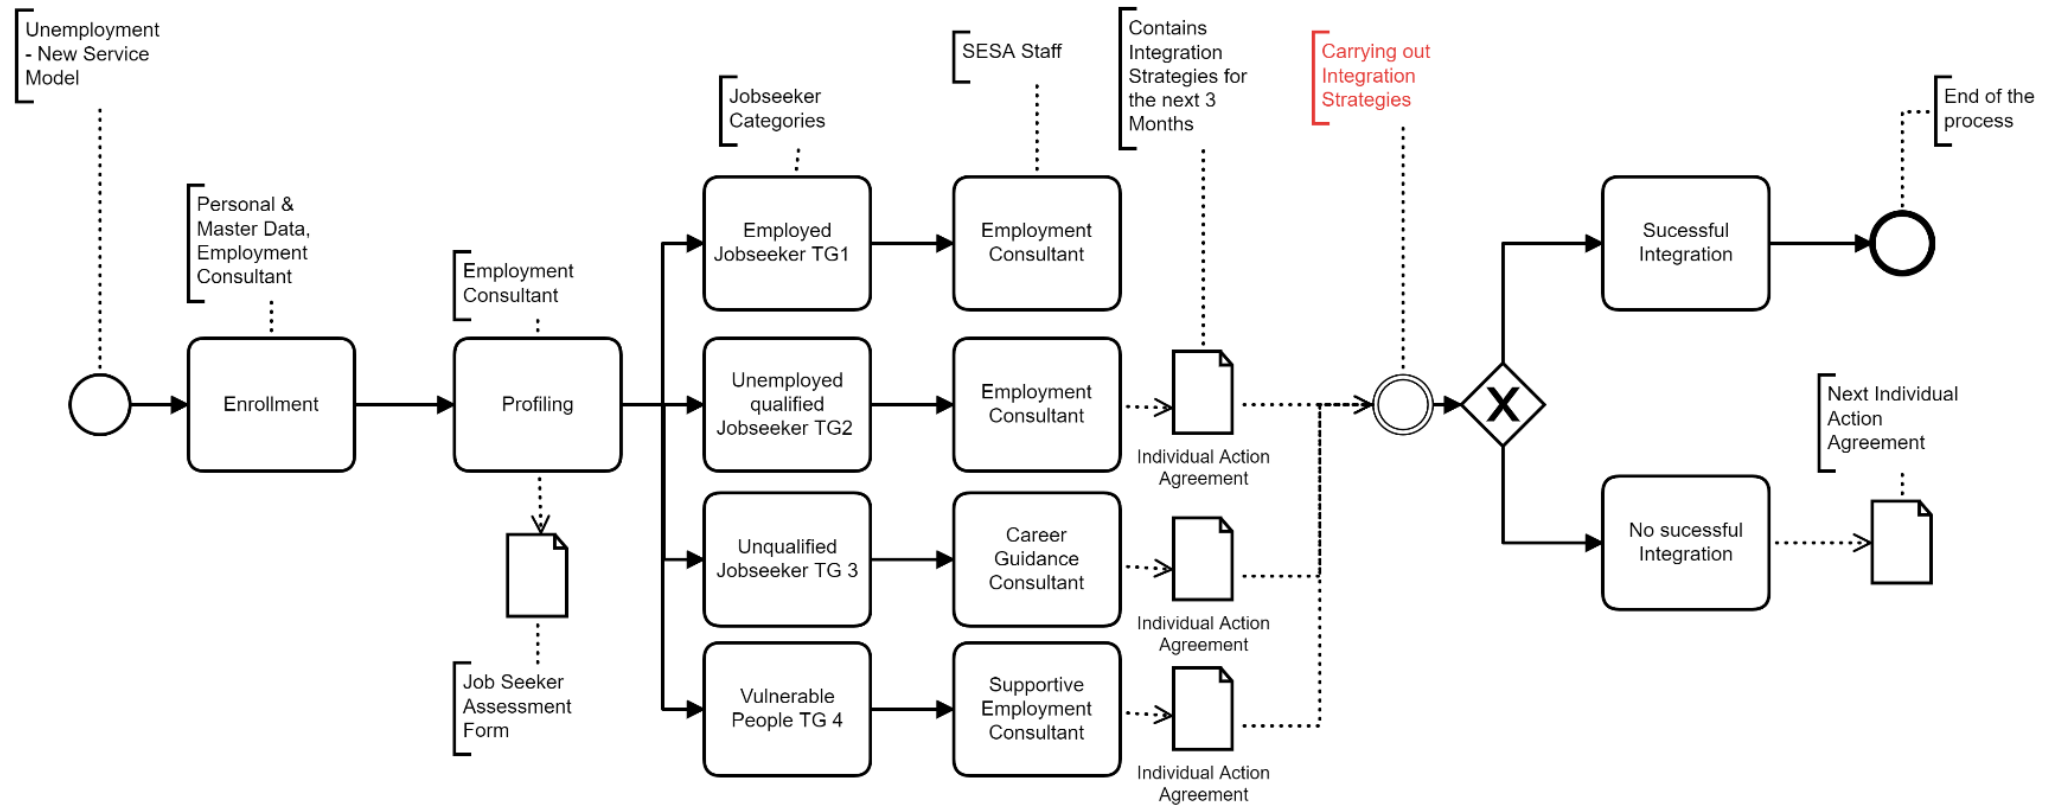 Unemployment
- New Service
Model
Personal &
Master Data,
Employment
Consultant
Employment
Consultant
Jobseeker
Categories
SESA Staff
Contains
Integration
Strategies for
the next 3
Months
Carrying out
Integration
Strategies
End of the
process
Enrollment
Profiling
Job Seeker
Assessment
Form
Employed
Jobseeker TG1
Employment
Consultant
Unemployed
qualified
Jobseeker TG2
Employment
Consultant
Individual Action
Agreement
Unqualified
Jobseeker TG 3
Career
Guidance
Consultant
Individual Action
Agreement
Vulnerable
People TG 4
Supportive
Employment
Consultant
Individual Action
Agreement
X
Sucessful
Integration
No sucessful
Integration
Next Individual
Action
Agreement